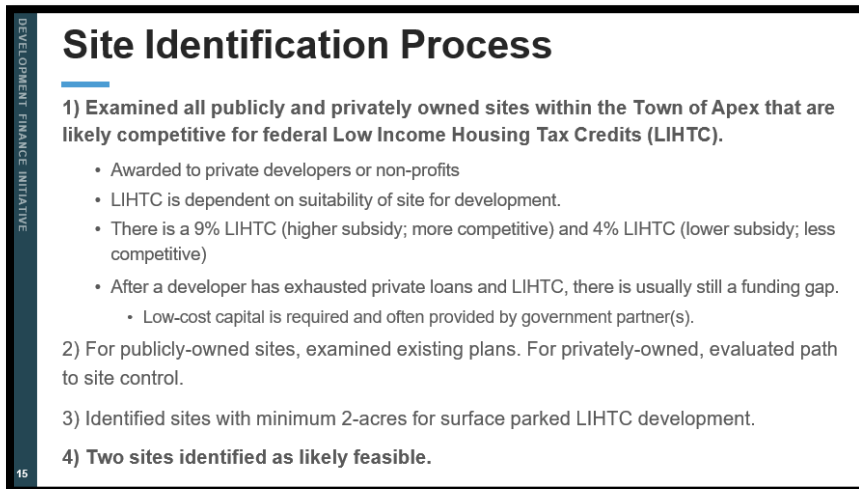 DEVELOPMENT FINANCE INITIATIVE
Site Identification Process
1) Examined all publicly and privately owned sites within the Town of Apex that are
likely competitive for federal Low Income Housing Tax Credits (LIHTC).
• Awarded to private developers or non-profits
• LIHTC is dependent on suitability of site for development.
• There is a 9% LIHTC (higher subsidy; more competitive) and 4% LIHTC (lower subsidy; less
competitive)
• After a developer has exhausted private loans and LIHTC, there is usually still a funding gap.
• Low-cost capital is required and often provided by government partner(s).
2) For publicly-owned sites, examined existing plans. For privately-owned, evaluated path
to site control.
3) Identified sites with minimum 2-acres for surface parked LIHTC development.
4) Two sites identified as likely feasible.
15